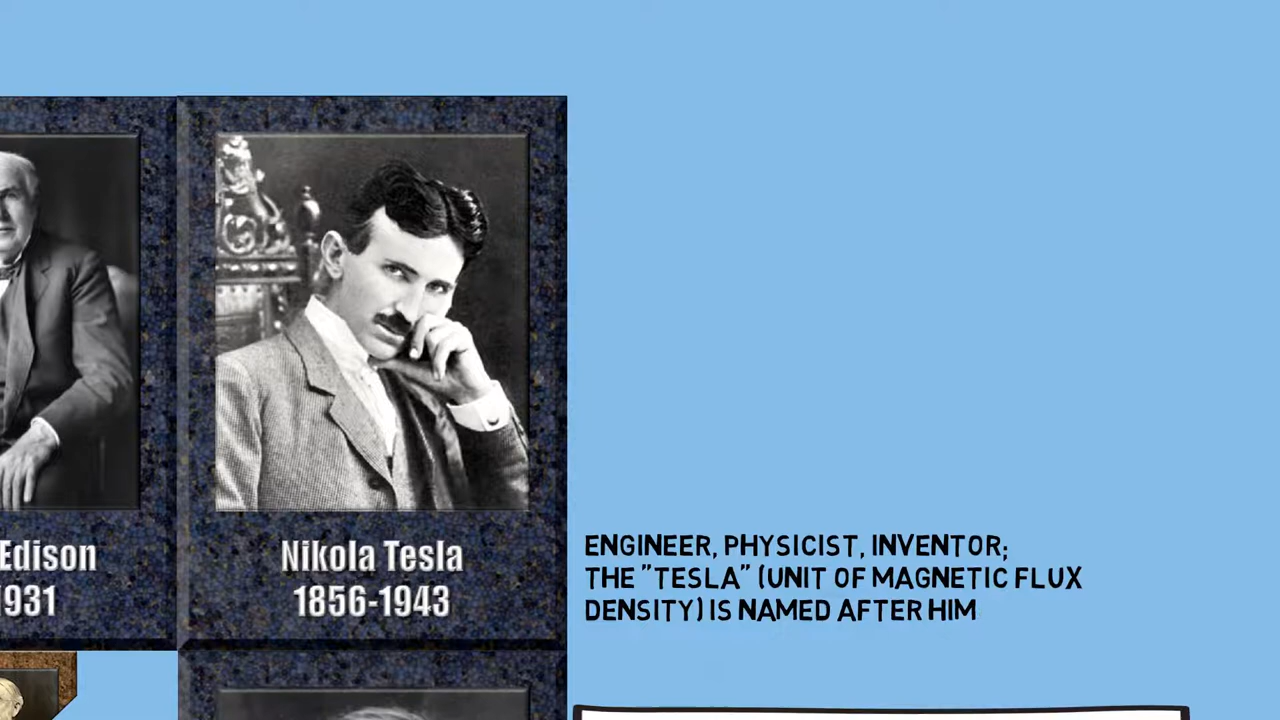 Edison
1931
Nikola Tesla
1856-1943
ENGINEER, PHYSICIST, INVENTOR;
THE "TESLA" (UNIT OF MAGNETIC FLUX
DENSITY) IS NAMED AFTER HIM